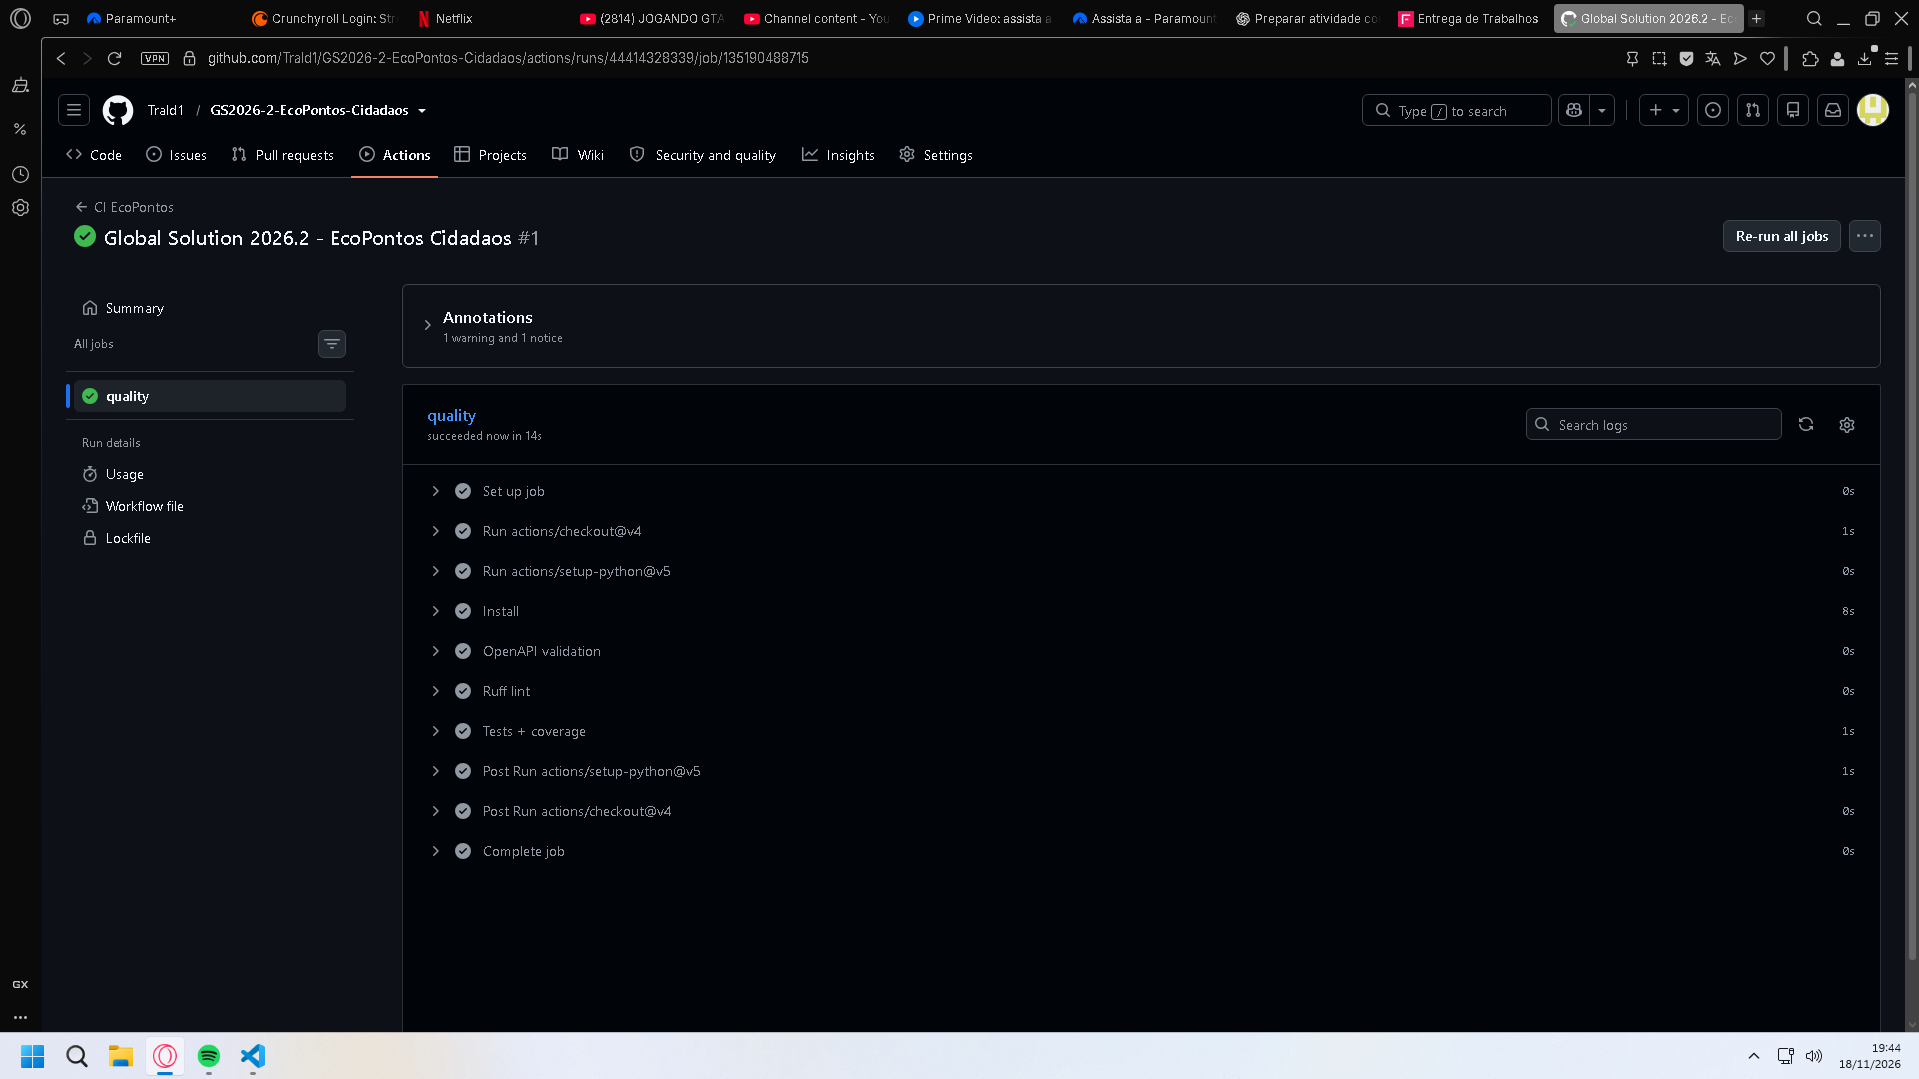 Paramount+
Crunchyroll Login: Str
Netflix
(2814) JOGANDO GTA
Channel content - You
Prime Video: assista a
Assista a - Paramount
Preparar atividade co
Entrega de Trabalhos
Global Solution 2026.2 - Ec
VPN
github.com/Trald1/GS2026-2-EcoPontos-Cidadaos/actions/runs/44414328339/job/135190488715
Trald1 / GS2026-2-EcoPontos-Cidadaos
Type / to search
Code
Issues
Pull requests
Actions
Projects
Wiki
Security and quality
Insights
Settings
CI EcoPontos
Global Solution 2026.2 - EcoPontos Cidadaos #1
Re-run all jobs
Summary
All jobs
quality
Run details
Usage
Workflow file
Lockfile
Annotations
1 warning and 1 notice
quality
succeeded now in 14s
Search logs
Set up job 0s
Run actions/checkout@v4 1s
Run actions/setup-python@v5 0s
Install 8s
OpenAPI validation 0s
Ruff lint 0s
Tests + coverage 1s
Post Run actions/setup-python@v5 1s
Post Run actions/checkout@v4 0s
Complete job 0s
GX
19:44
18/11/2026